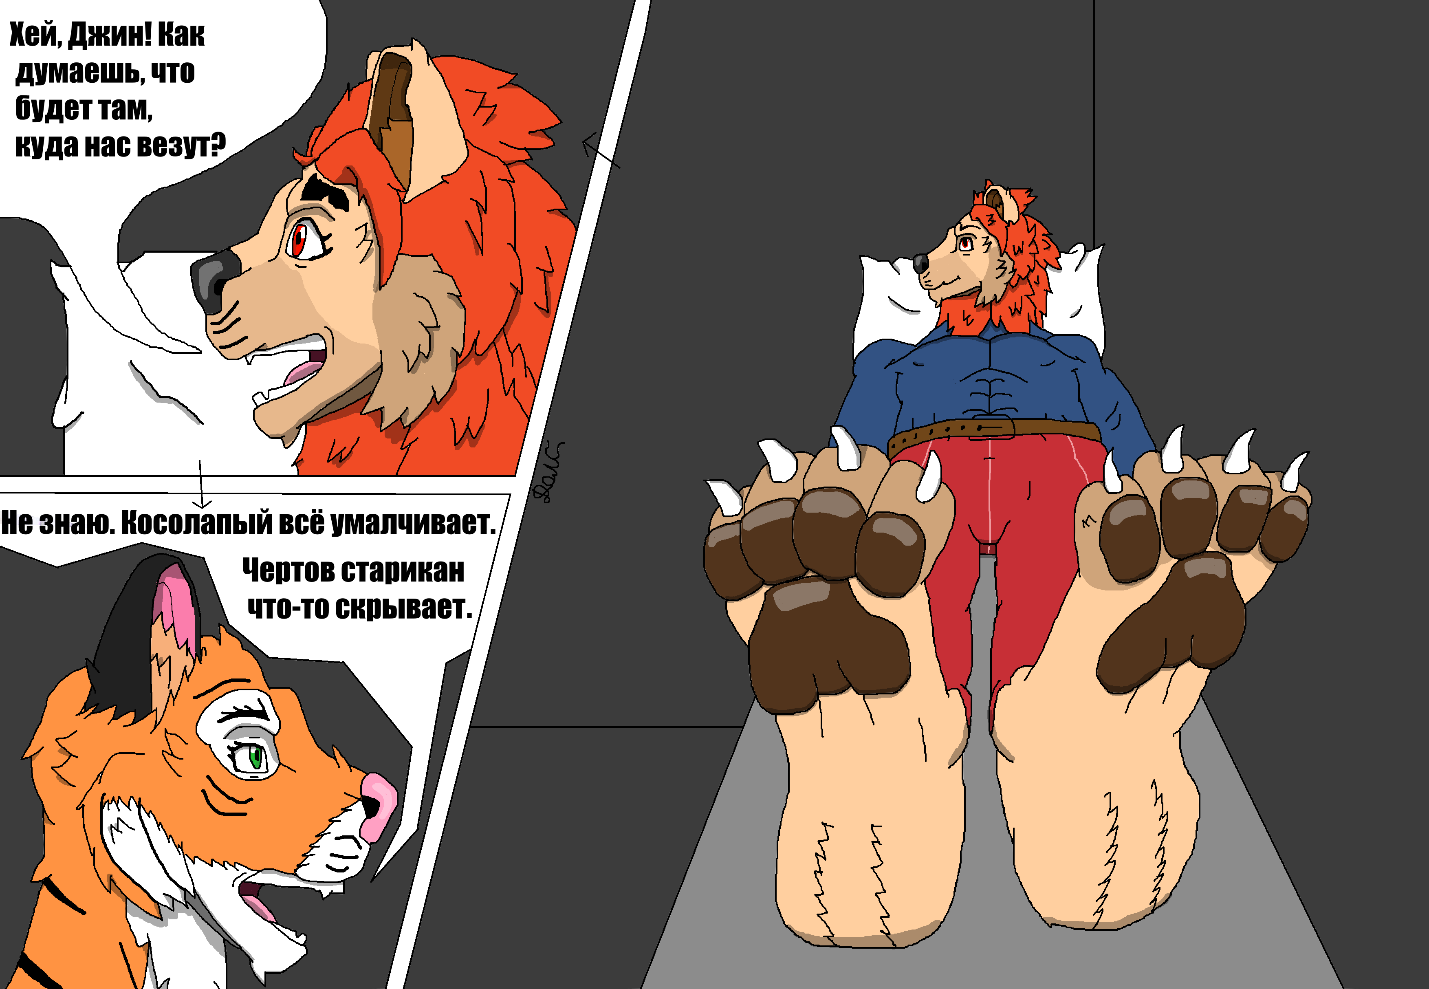 Хей, Джин! Как
думаешь, что
будет там,
куда нас везут?
Не знаю. Косолапый всё умалчивает.
Чертов старикан
что-то скрывает.